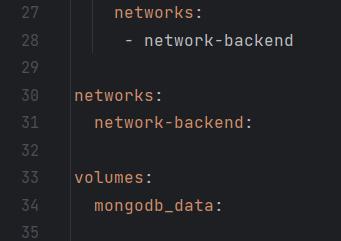 27 networks:
28 - network-backend
29
30 networks:
31 network-backend:
32
33 volumes:
34 mongodb_data:
35